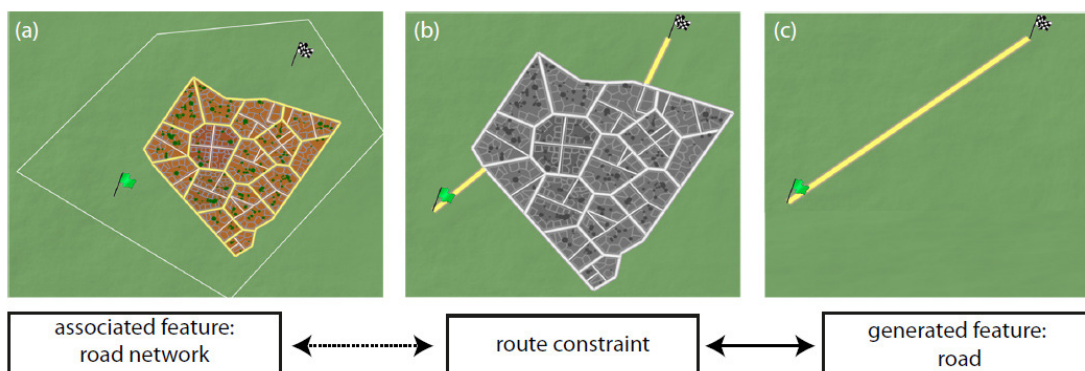 (a)
(b)
(c)
associated feature:
road network
route constraint
generated feature:
road